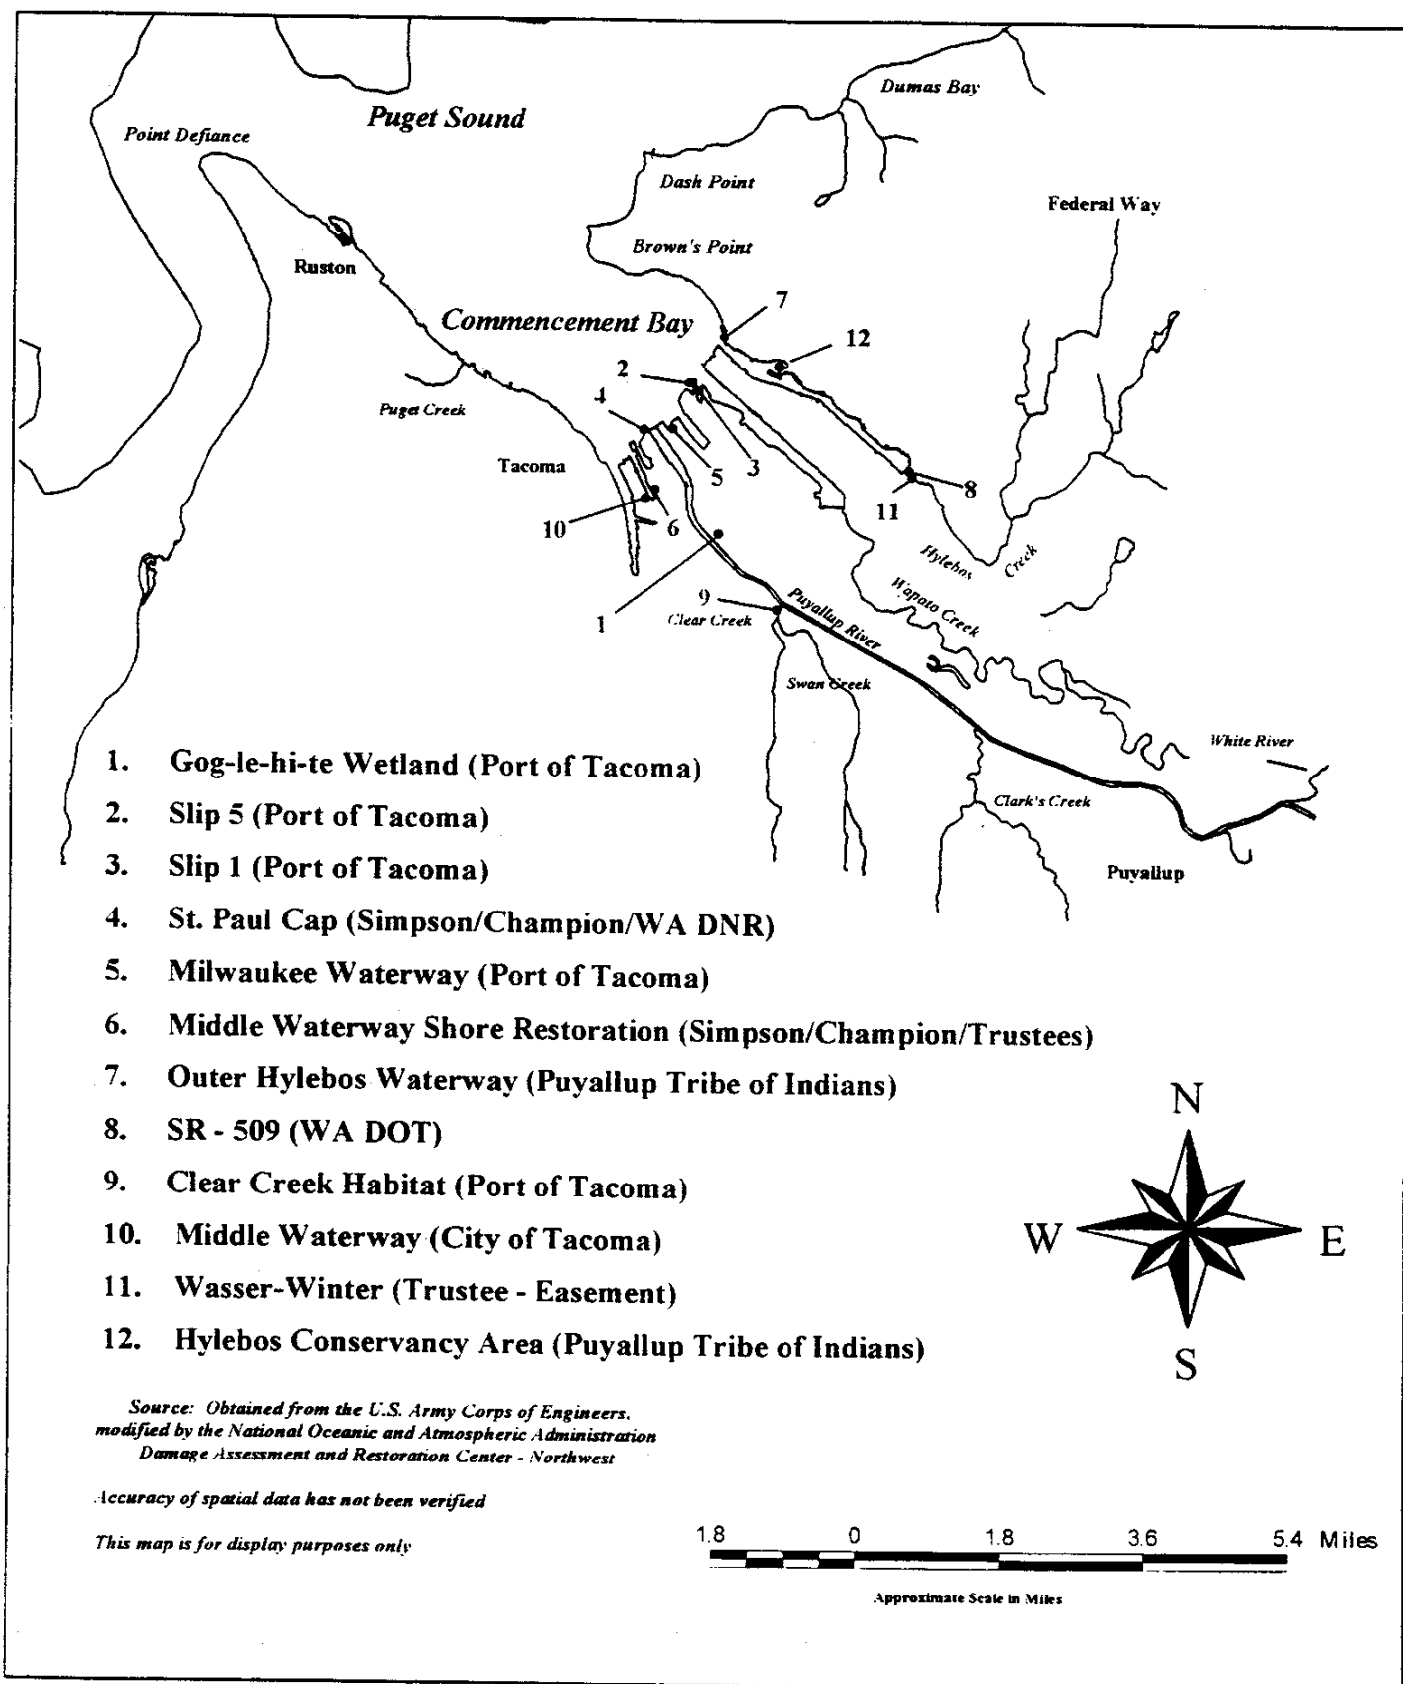 Dumas Bay
Puget Sound
Point Defiance
Dash Point
Federal Way
Brown's Point
Ruston
7
Commencement Bay
12
2
4
Puget Creek
Tacoma
5
3
8
11
10
6
Hylebos Creek
Wapato Creek
9
Puyallup River
1
Clear Creek
Swan Creek
White River
Clark's Creek
Puyallup
1. Gog-le-hi-te Wetland (Port of Tacoma)
2. Slip 5 (Port of Tacoma)
3. Slip 1 (Port of Tacoma)
4. St. Paul Cap (Simpson/Champion/WA DNR)
5. Milwaukee Waterway (Port of Tacoma)
6. Middle Waterway Shore Restoration (Simpson/Champion/Trustees)
7. Outer Hylebos Waterway (Puyallup Tribe of Indians)
8. SR - 509 (WA DOT)
9. Clear Creek Habitat (Port of Tacoma)
10. Middle Waterway (City of Tacoma)
11. Wasser-Winter (Trustee - Easement)
12. Hylebos Conservancy Area (Puyallup Tribe of Indians)
N
W
E
S
Source: Obtained from the U.S. Army Corps of Engineers,
modified by the National Oceanic and Atmospheric Administration
Damage Assessment and Restoration Center - Northwest
Accuracy of spatial data has not been verified
This map is for display purposes only
1.8 0 1.8 3.6 5.4 Miles
Approximate Scale in Miles